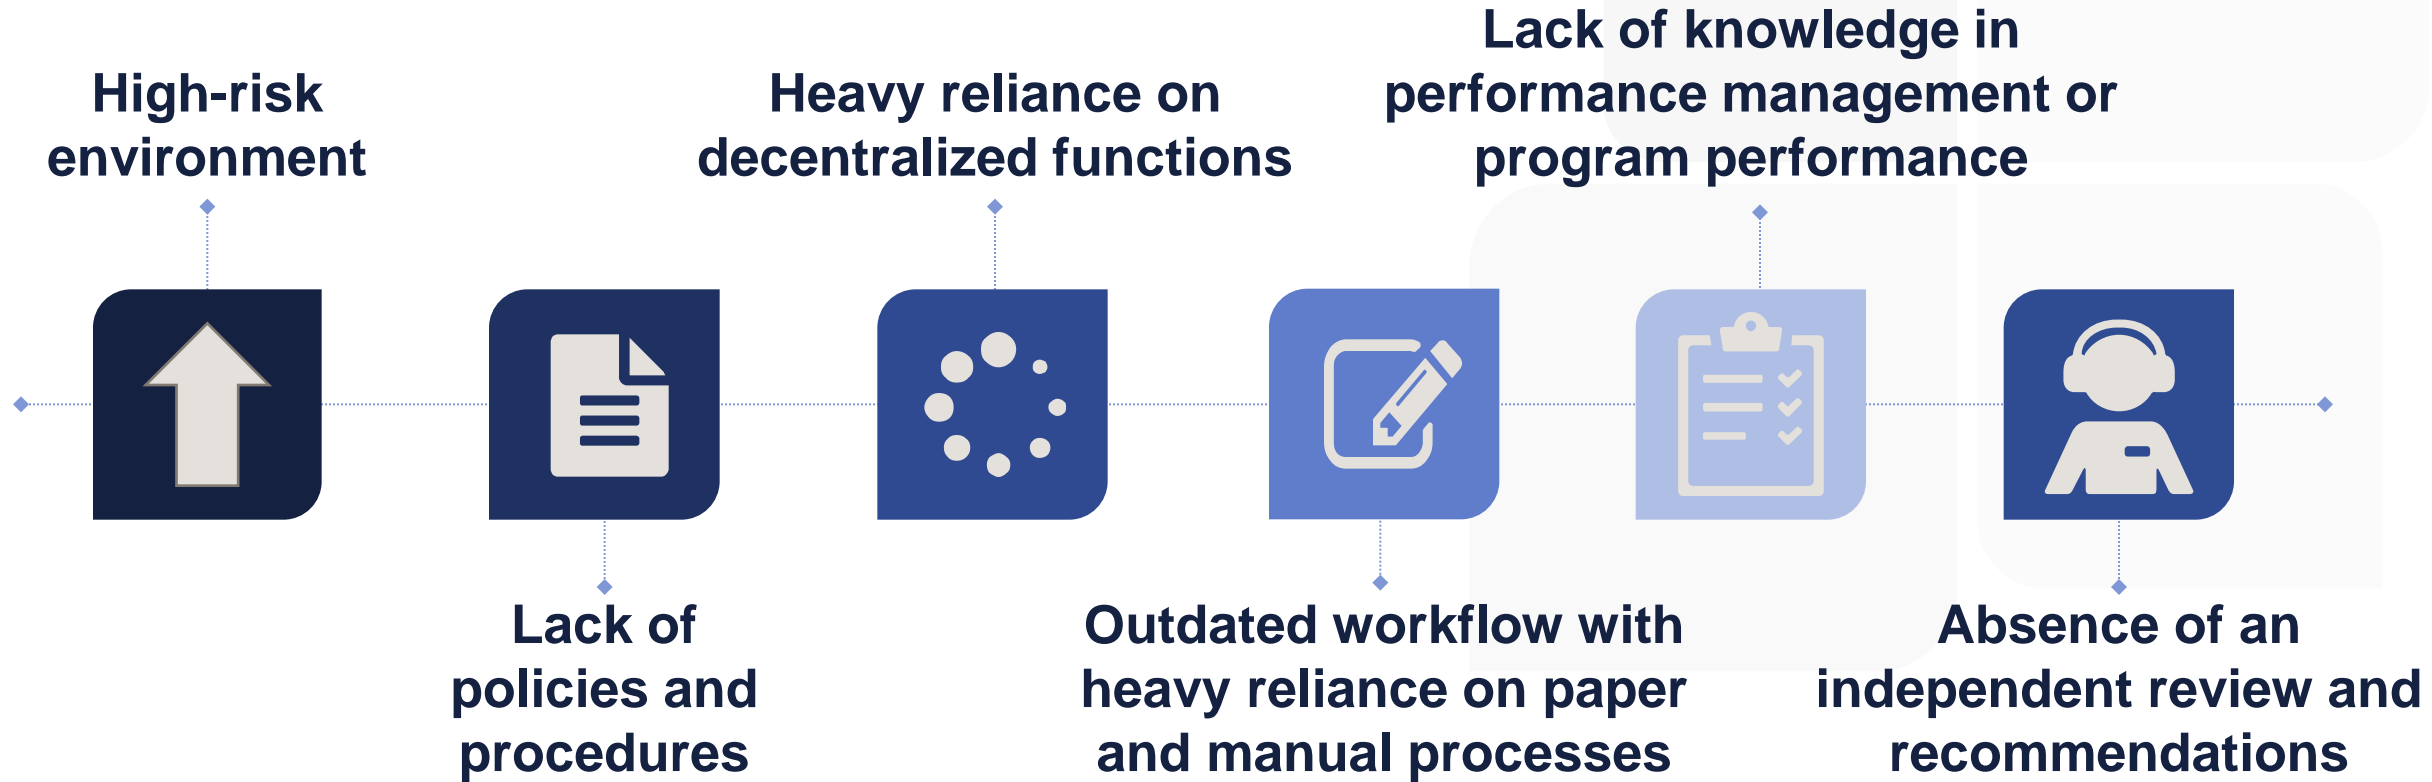 High-risk
environment
Lack of
policies and
procedures
Heavy reliance on
decentralized functions
Outdated workflow with
heavy reliance on paper
and manual processes
Lack of knowledge in
performance management or
program performance
Absence of an
independent review and
recommendations